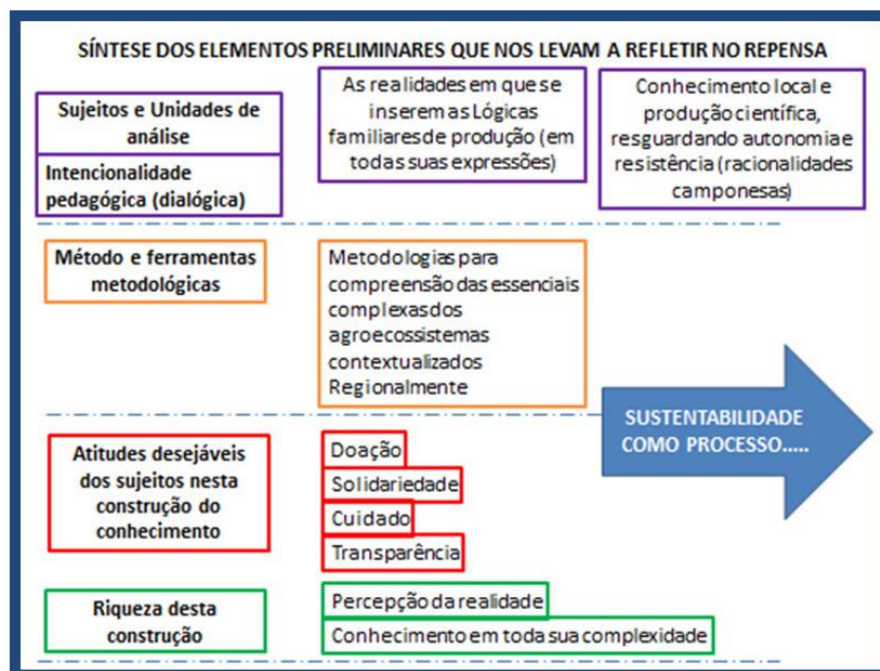 SÍNTESE DOS ELEMENTOS PRELIMINARES QUE NOS LEVAM A REFLETIR NO REPENSA
Sujeitos e Unidades de
análise
Intencionalidade
pedagógica (dialógica)
As realidades em que se
inserem as Lógicas
familiares de produção (em
todas suas expressões)
Conhecimento local e
produção científica,
resguardando autonomia e
resistência (racionalidades
camponesas)
Método e ferramentas
metodológicas
Metodologias para
compreensão das essenciais
complexas dos
agroecossistemas
contextualizados
Regionalmente
SUSTENTABILIDADE
COMO PROCESSO.....
Atitudes desejáveis
dos sujeitos nesta
construção do
conhecimento
Doação
Solidariedade
Cuidado
Transparência
Riqueza desta
construção
Percepção da realidade
Conhecimento em toda sua complexidade